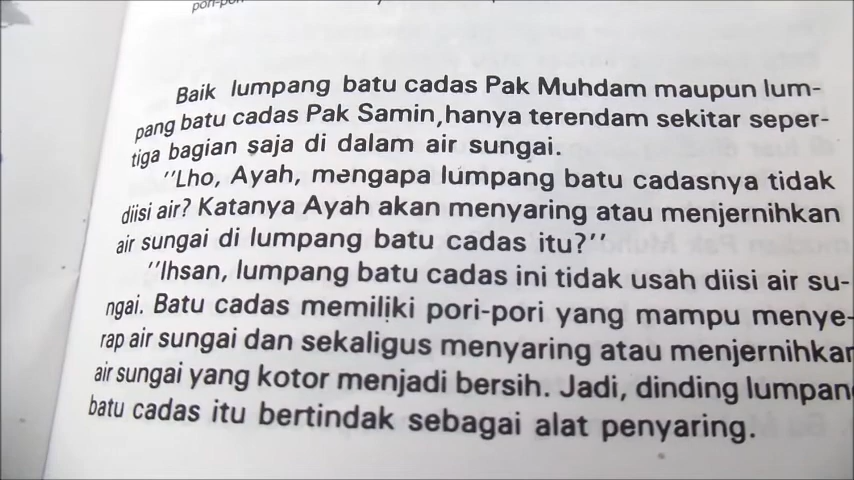 pori-pori
Baik lumpang batu cadas Pak Muhdam maupun lum-
pang batu cadas Pak Samin,hanya terendam sekitar seper-
tiga bagian saja di dalam air sungai.
"Lho, Ayah, mengapa lumpang batu cadasnya tidak
diisi air? Katanya Ayah akan menyaring atau menjernihkan
air sungai di lumpang batu cadas itu?"
"Ihsan, lumpang batu cadas ini tidak usah diisi air su-
ngai. Batu cadas memiliki pori-pori yang mampu menye-
rap air sungai dan sekaligus menyaring atau menjernihkan
air sungai yang kotor menjadi bersih. Jadi, dinding lumpan
batu cadas itu bertindak sebagai alat penyaring.